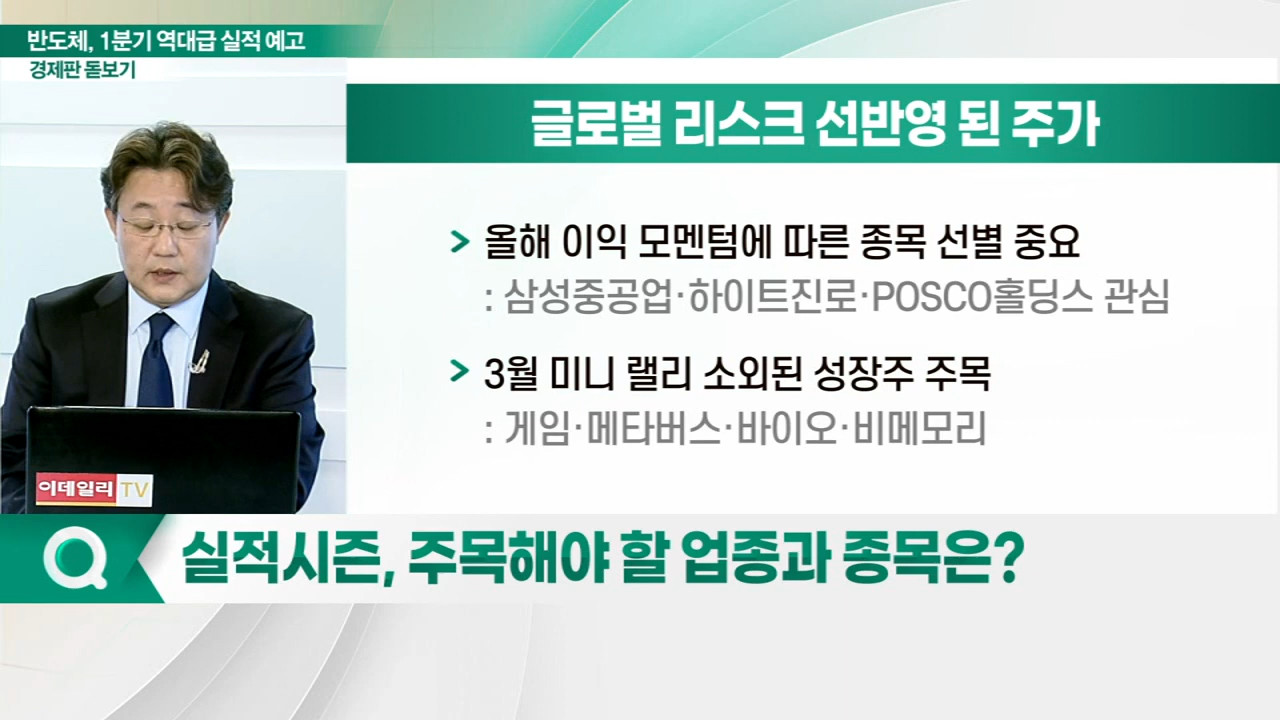 반도체, 1분기 역대급 실적 예고
경제판 돋보기
글로벌 리스크 선반영 된 주가
> 올해 이익 모멘텀에 따른 종목 선별 중요
: 삼성중공업·하이트진로·POSCO홀딩스 관심
> 3월 미니 랠리 소외된 성장주 주목
: 게임·메타버스·바이오·비메모리
이데일리 TV
Q 실적시즌, 주목해야 할 업종과 종목은?